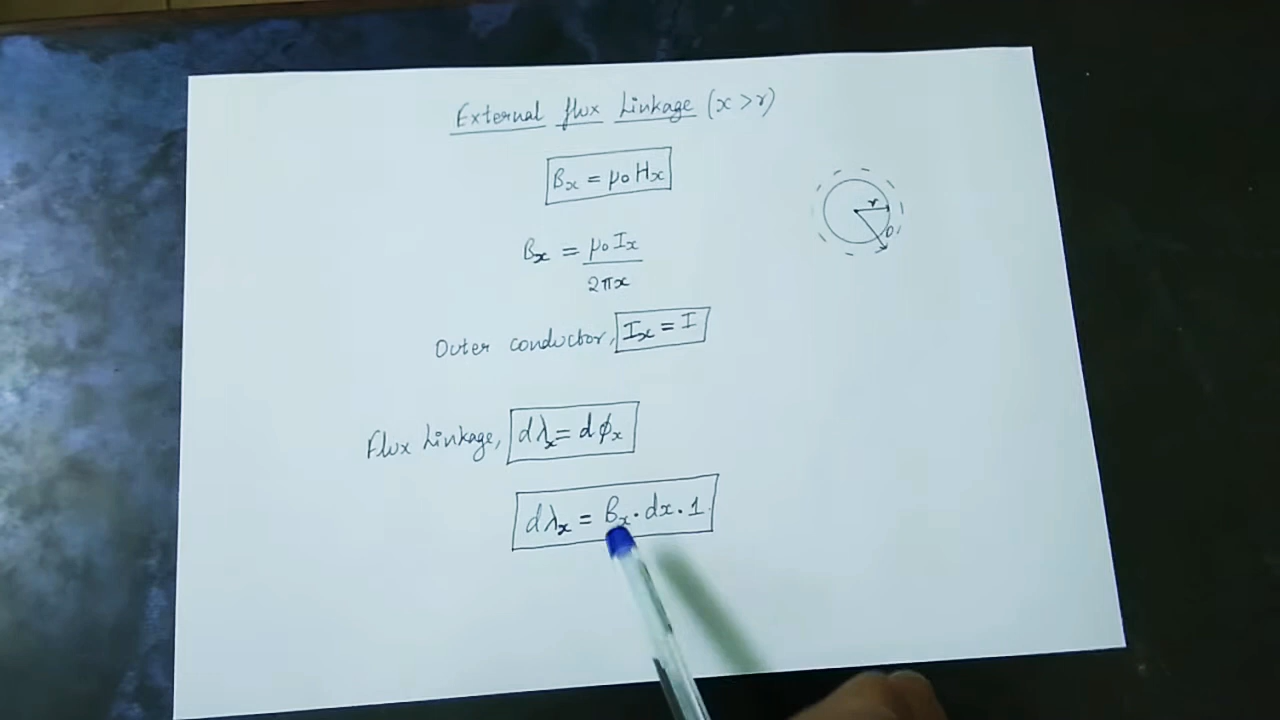 External flux Linkage (x > r)
Bx = μ0 Hx
Bx = μ0 Ix
2πx
Outer conductor, Ix = I
Flux Linkage, dλx = dϕx
dλx = Bx · dx · 1
r
D